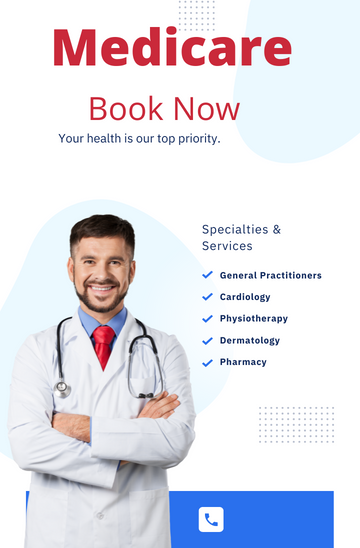 Medicare
Book Now
Your health is our top priority.
Specialties &
Services
General Practitioners
Cardiology
Physiotherapy
Dermatology
Pharmacy